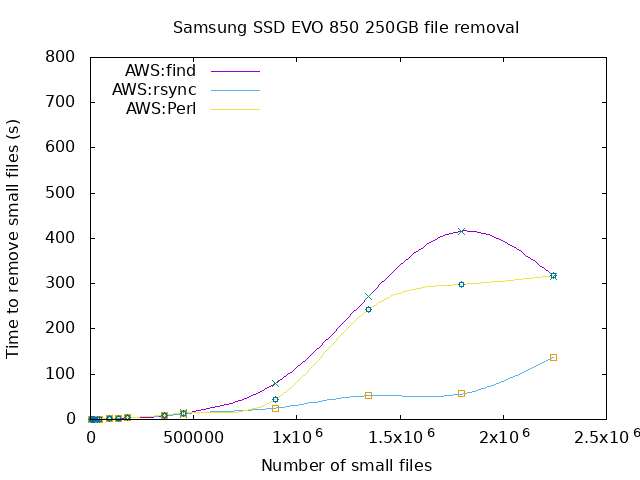 Samsung SSD EVO 850 250GB file removal
800
700
600
500
400
300
200
100
0
Time to remove small files (s)
AWS:find
AWS:rsync
AWS:Perl
0
500000
1x10^6
1.5x10^6
2x10^6
2.5x10^6
Number of small files